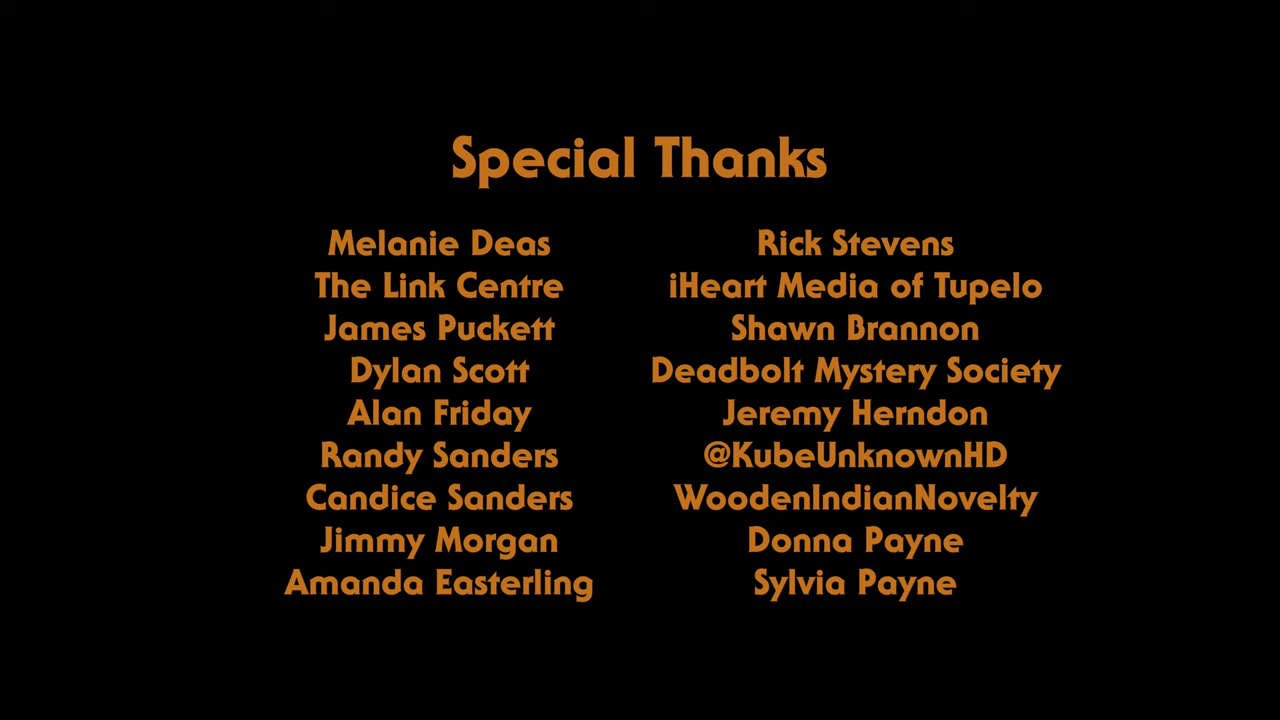 Special Thanks
Melanie Deas
The Link Centre
James Puckett
Dylan Scott
Alan Friday
Randy Sanders
Candice Sanders
Jimmy Morgan
Amanda Easterling
Rick Stevens
iHeart Media of Tupelo
Shawn Brannon
Deadbolt Mystery Society
Jeremy Herndon
@KubeUnknownHD
WoodenIndianNovelty
Donna Payne
Sylvia Payne